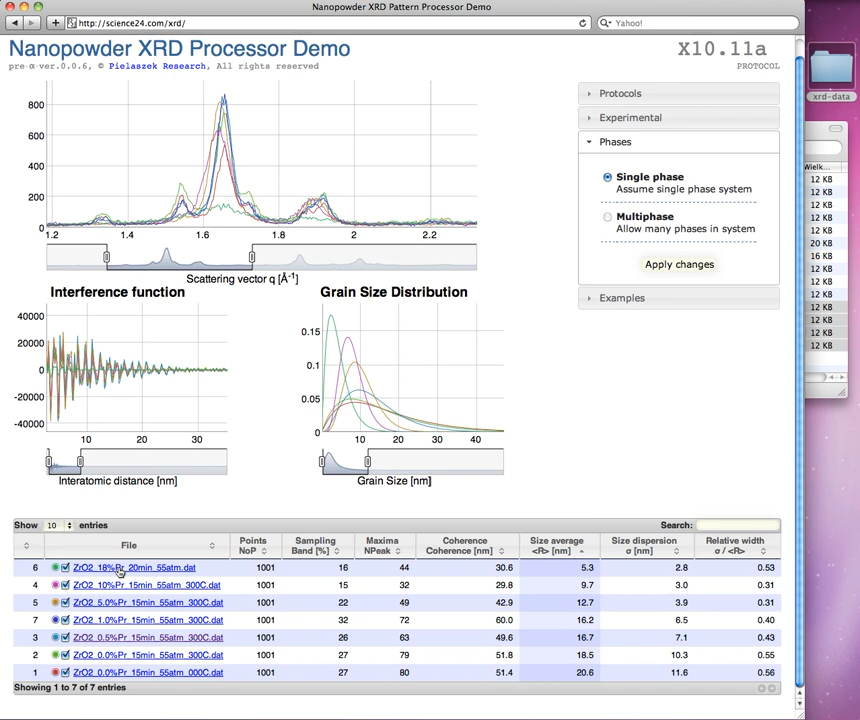 Nanopowder XRD Pattern Processor Demo
http://science24.com/xrd/
Yahoo!
Nanopowder XRD Processor Demo
pre-α-ver.0.0.6, © Pielaszek Research, All rights reserved
X10.11a
PROTOCOL
xrd-data
800
600
400
200
0
1.2 1.4 1.6 1.8 2 2.2
Scattering vector q [Å⁻¹]
Protocols
Experimental
Phases
Single phase
Assume single phase system
Multiphase
Allow many phases in system
Apply changes
Examples
Wielk...
12 KB
12 KB
12 KB
12 KB
12 KB
20 KB
16 KB
12 KB
12 KB
12 KB
12 KB
12 KB
12 KB
12 KB
Interference function
40000
20000
0
-20000
-40000
10 20 30
Interatomic distance [nm]
Grain Size Distribution
0.15
0.1
0.05
0
10 20 30 40
Grain Size [nm]
Show 10 entries
Search:
File Points NoP Sampling Band [%] Maxima NPeak Coherence Coherence [nm] Size average <R> [nm] Size dispersion σ [nm] Relative width σ / <R>
6 ZrO2_18%Pr_20min_55atm.dat 1001 16 44 30.6 5.3 2.8 0.53
4 ZrO2_10%Pr_15min_55atm_300C.dat 1001 15 32 29.8 9.7 3.0 0.31
5 ZrO2_5.0%Pr_15min_55atm_300C.dat 1001 22 49 42.9 12.7 3.9 0.31
7 ZrO2_1.0%Pr_15min_55atm_300C.dat 1001 32 72 60.0 16.2 6.5 0.40
3 ZrO2_0.5%Pr_15min_55atm_300C.dat 1001 26 63 49.6 16.7 7.1 0.43
2 ZrO2_0.0%Pr_15min_55atm_300C.dat 1001 27 79 51.8 18.5 10.3 0.55
1 ZrO2_0.0%Pr_15min_55atm_000C.dat 1001 27 80 51.4 20.6 11.6 0.56
Showing 1 to 7 of 7 entries